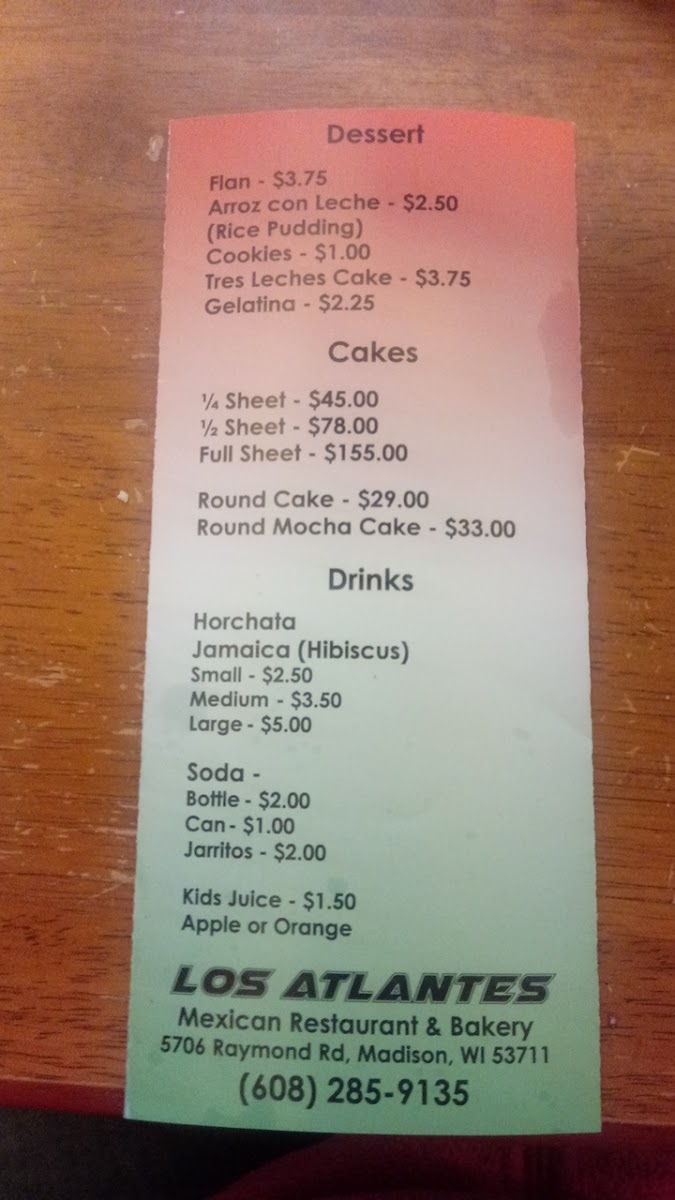 Dessert
Flan - $3.75
Arroz con Leche - $2.50
(Rice Pudding)
Cookies - $1.00
Tres Leches Cake - $3.75
Gelatina - $2.25
Cakes
¼ Sheet - $45.00
½ Sheet - $78.00
Full Sheet - $155.00
Round Cake - $29.00
Round Mocha Cake - $33.00
Drinks
Horchata
Jamaica (Hibiscus)
Small - $2.50
Medium - $3.50
Large - $5.00
Soda -
Bottle - $2.00
Can - $1.00
Jarritos - $2.00
Kids Juice - $1.50
Apple or Orange
LOS ATLANTES
Mexican Restaurant & Bakery
5706 Raymond Rd, Madison, WI 53711
(608) 285-9135